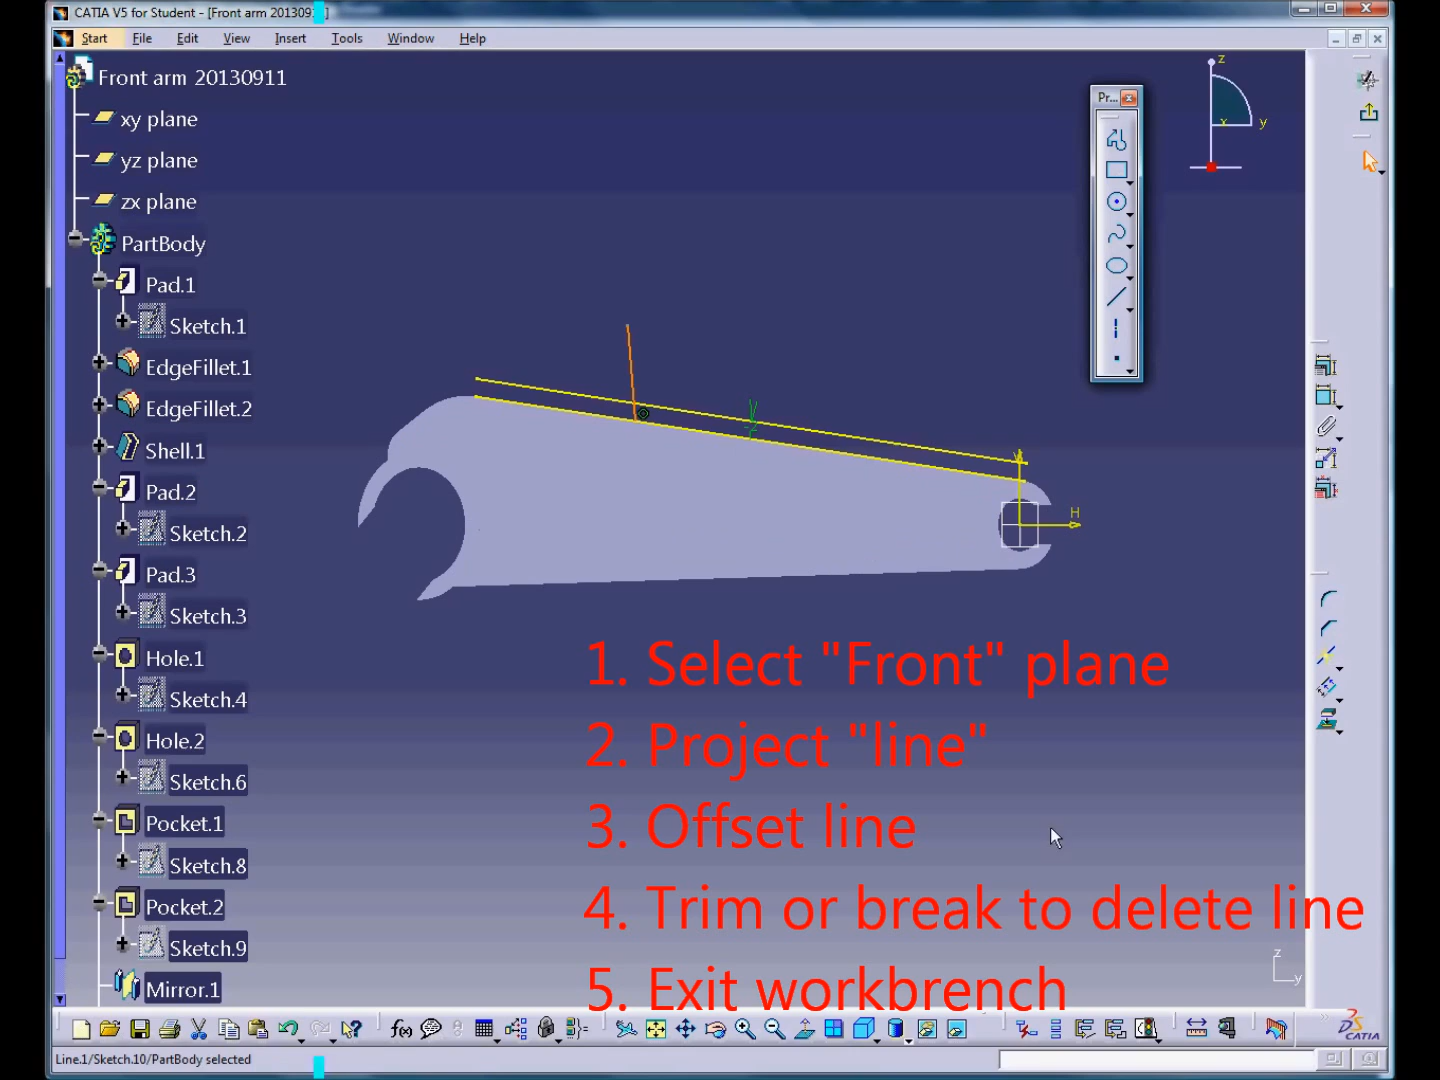 CATIA V5 for Student - [Front arm 201309
Start File Edit View Insert Tools Window Help
Front arm 20130911
xy plane
yz plane
zx plane
PartBody
Pad.1
Sketch.1
EdgeFillet.1
EdgeFillet.2
Shell.1
Pad.2
Sketch.2
Pad.3
Sketch.3
Hole.1
Sketch.4
Hole.2
Sketch.6
Pocket.1
Sketch.8
Pocket.2
Sketch.9
Mirror.1
Pr...
z
x
y
V
H
1. Select "Front" plane
2. Project "line"
3. Offset line
4. Trim or break to delete line
5. Exit workbrench
z
y
f(x)
CATIA
Line.1/Sketch.10/PartBody selected